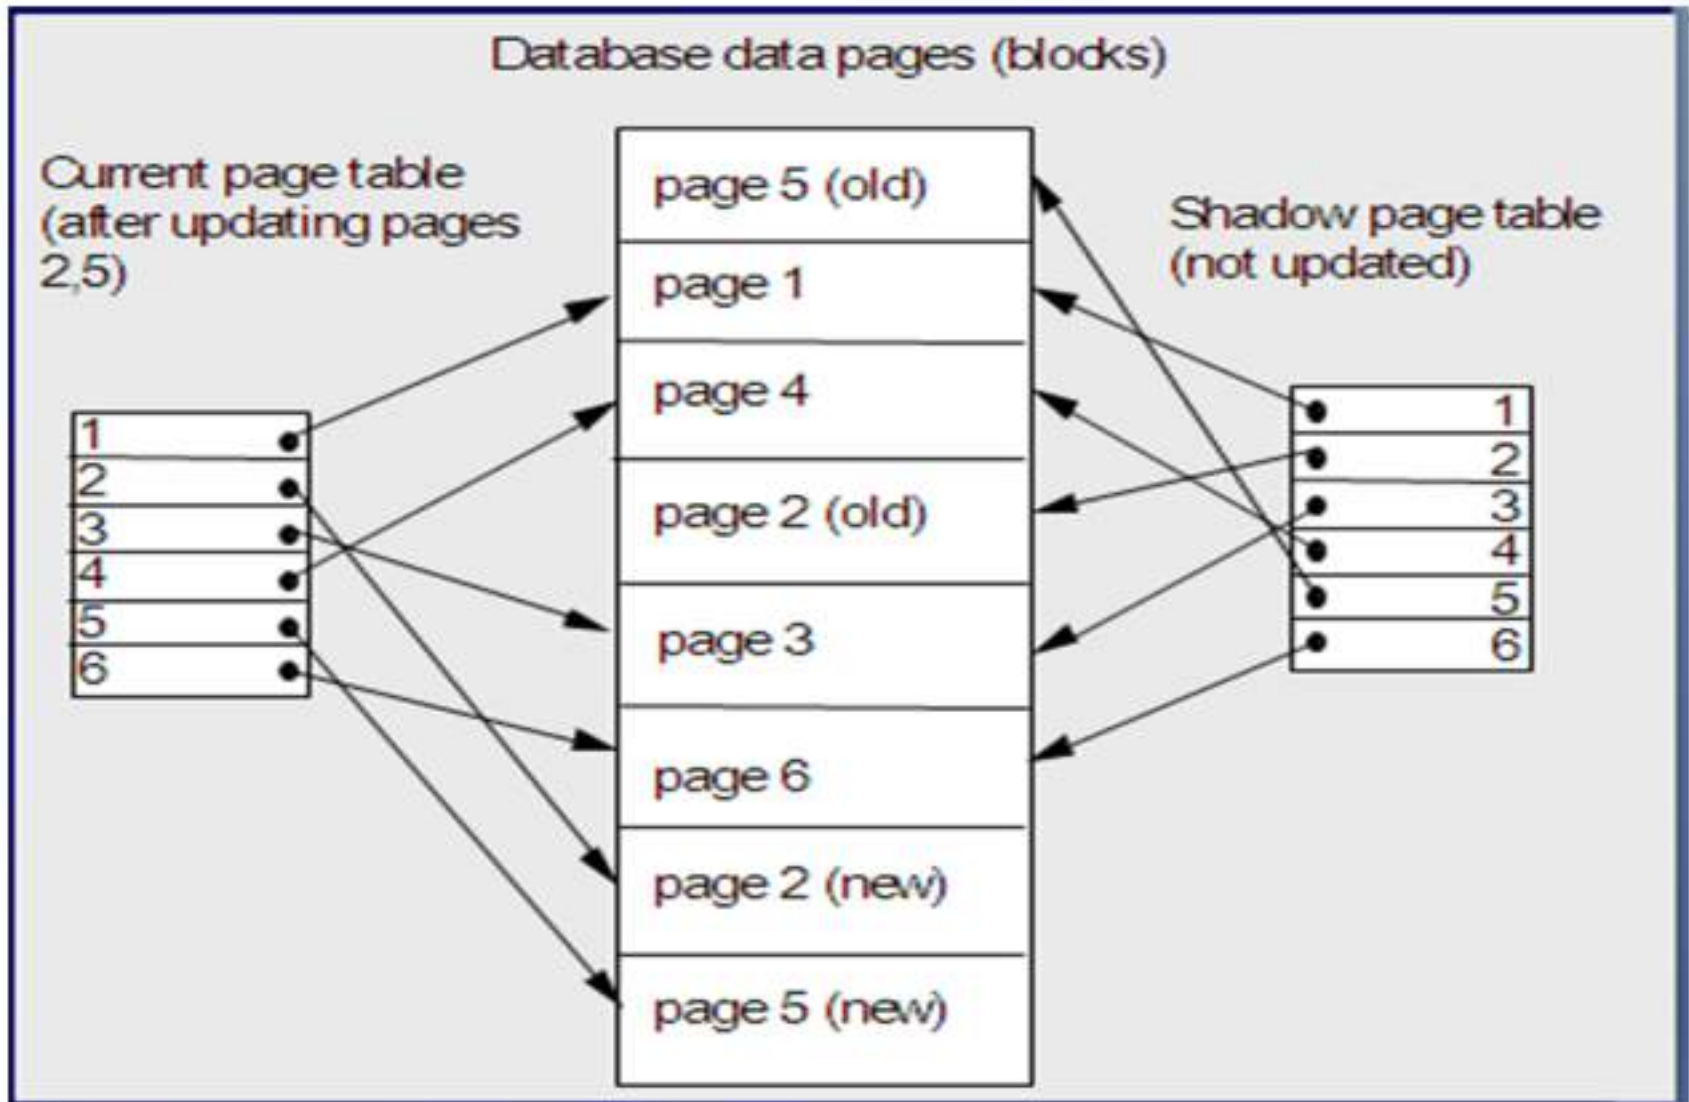 Database data pages (blocks)
Current page table
(after updating pages
2,5)
Shadow page table
(not updated)
page 5 (old)
page 1
page 4
page 2 (old)
page 3
page 6
page 2 (new)
page 5 (new)
1
2
3
4
5
6
1
2
3
4
5
6